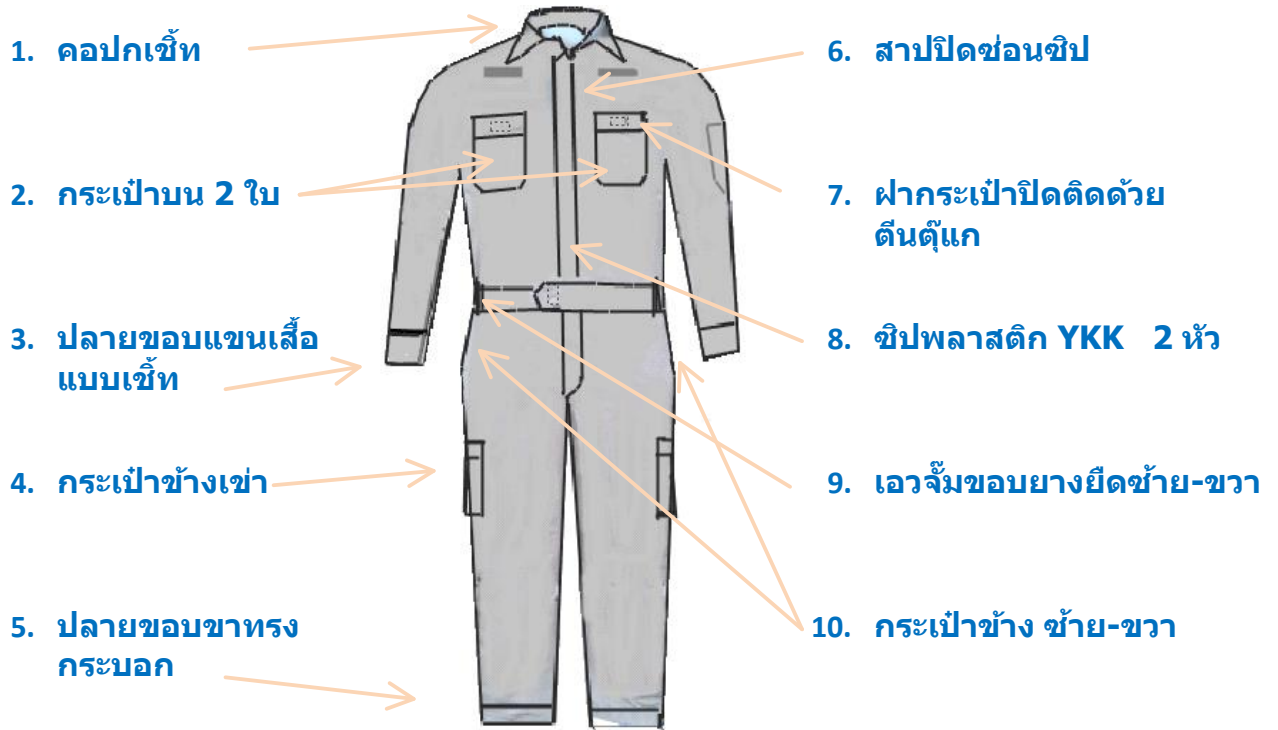 1. คอปกเชิ้ท
2. กระเป๋าบน 2 ใบ
3. ปลายขอบแขนเสื้อ
แบบเชิ้ท
4. กระเป๋าข้างเข่า
5. ปลายขอบขาทรง
กระบอก
6. สาปปิดซ่อนซิป
7. ฝากระเป๋าปิดติดด้วย
ตีนตุ๊แก
8. ซิปพลาสติก YKK 2 หัว
9. เอวจั๊มขอบยางยืดซ้าย-ขวา
10. กระเป๋าข้าง ซ้าย-ขวา